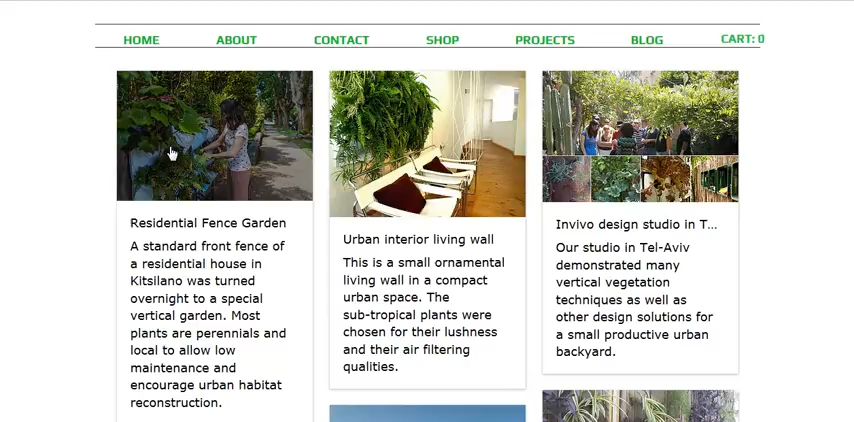 HOME ABOUT CONTACT SHOP PROJECTS BLOG CART: 0
Residential Fence Garden
A standard front fence of
a residential house in
Kitsilano was turned
overnight to a special
vertical garden. Most
plants are perennials and
local to allow low
maintenance and
encourage urban habitat
reconstruction.
Urban interior living wall
This is a small ornamental
living wall in a compact
urban space. The
sub-tropical plants were
chosen for their lushness
and their air filtering
qualities.
Invivo design studio in T...
Our studio in Tel-Aviv
demonstrated many
vertical vegetation
techniques as well as
other design solutions for
a small productive urban
backyard.